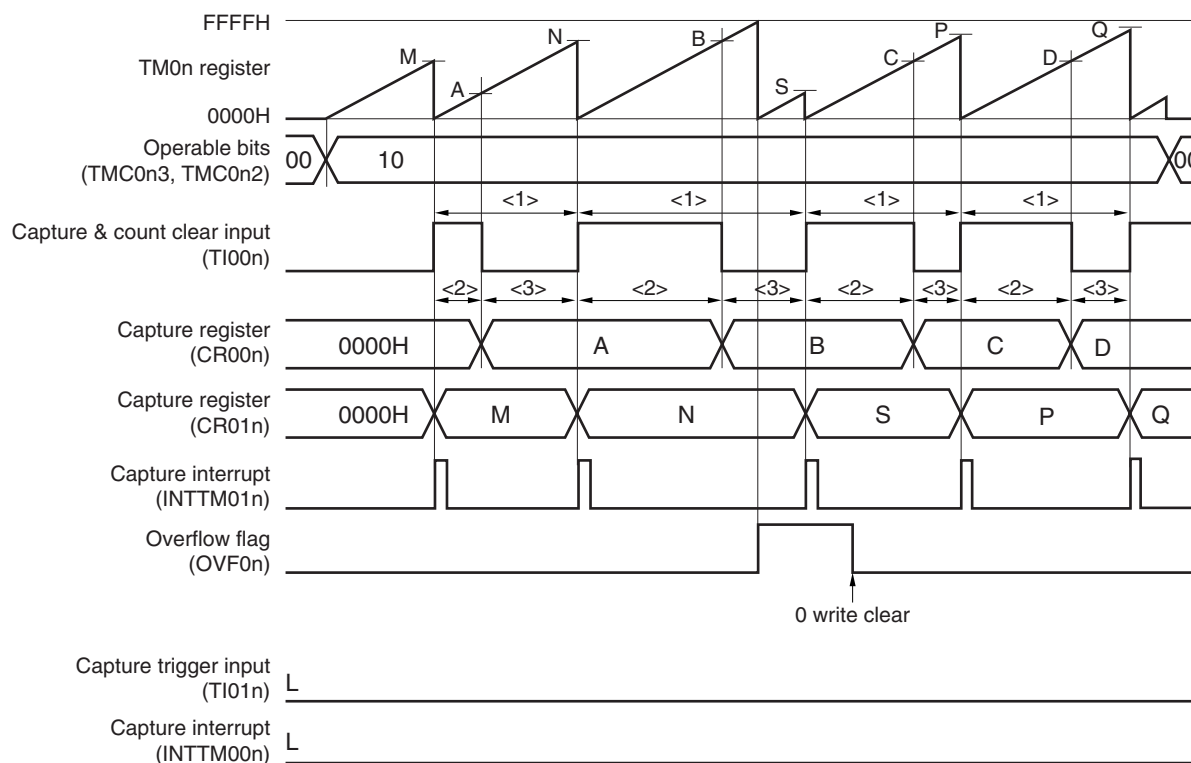 FFFFH
M
N
B
P
Q
TM0n register
A
S
C
D
0000H
Operable bits
(TMC0n3, TMC0n2)
00
10
00
<1>
<1>
<1>
<1>
Capture & count clear input
(TI00n)
<2>
<3>
<2>
<3>
<2>
<3>
<2>
<3>
Capture register
(CR00n)
0000H
A
B
C
D
Capture register
(CR01n)
0000H
M
N
S
P
Q
Capture interrupt
(INTTM01n)
Overflow flag
(OVF0n)
0 write clear
Capture trigger input
(TI01n)
L
Capture interrupt
(INTTM00n)
L